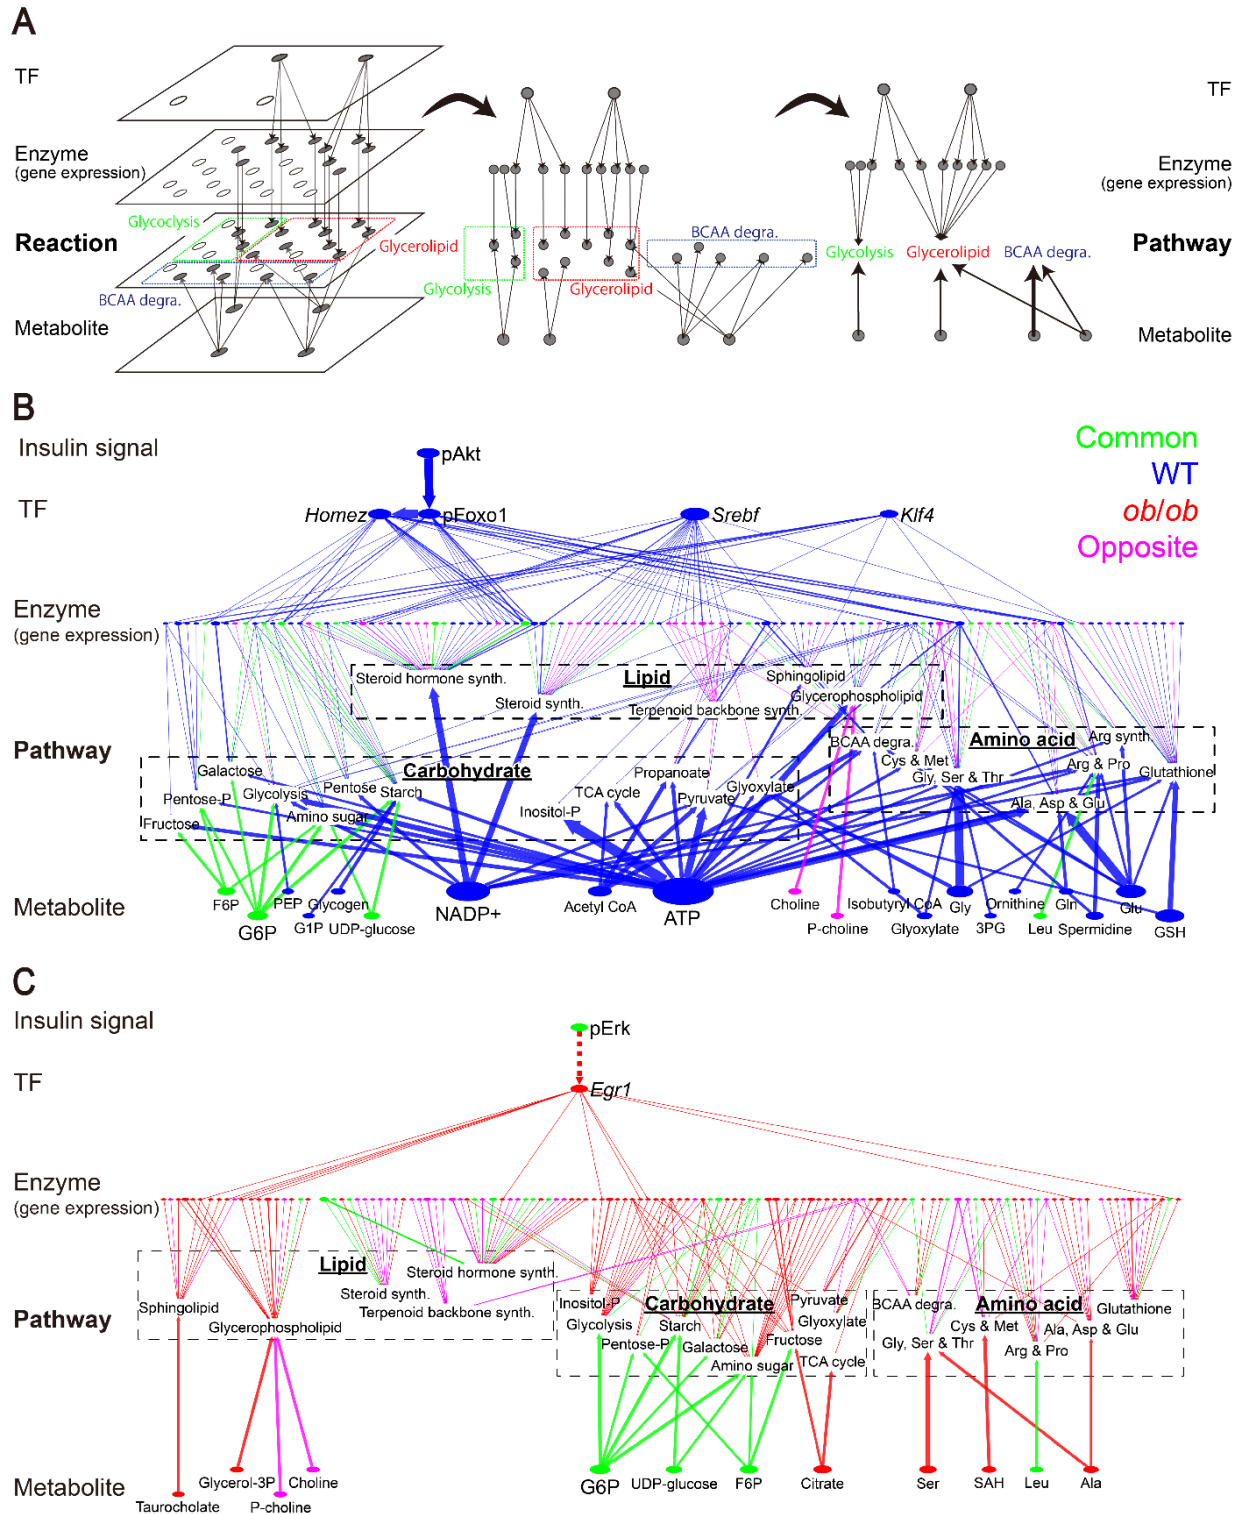 A
TF
Enzyme
(gene expression)
Reaction
Metabolite
Glycoclysis
Glycerolipid
BCAA degra.
Glycolysis
Glycerolipid
BCAA degra.
Glycolysis
Glycerolipid
BCAA degra.
TF
Enzyme
(gene expression)
Pathway
Metabolite
B
Insulin signal
TF
Enzyme
(gene expression)
Pathway
Metabolite
Common
WT
ob/ob
Opposite
pAkt
Homez
pFoxo1
Srebf
Klf4
Lipid
Steroid hormone synth.
Steroid synth.
Terpenoid backbone synth.
Sphingolipid
Glycerophospholipid
Carbohydrate
Galactose
Pentose-P
Glycolysis
Fructose
Amino sugar
Pentose
Starch
Inositol-P
TCA cycle
Propanoate
Pyruvate
Glyoxylate
Amino acid
BCAA degra.
Cys & Met
Gly, Ser & Thr
Ala, Asp & Glu
Arg & Pro
Arg synth.
Glutathione
F6P
G6P
PEP
G1P
Glycogen
UDP-glucose
NADP+
Acetyl CoA
ATP
Choline
P-choline
Isobutyryl CoA
Glyoxylate
Gly
3PG
Ornithine
Leu
Gln
Spermidine
Glu
GSH
C
Insulin signal
TF
Enzyme
(gene expression)
Pathway
Metabolite
pErk
Egr1
Lipid
Sphingolipid
Glycerophospholipid
Steroid synth.
Steroid hormone synth.
Terpenoid backbone synth.
Carbohydrate
Inositol-P
Glycolysis
Pentose-P
Starch
Galactose
Amino sugar
Fructose
Pyruvate
Glyoxylate
TCA cycle
Amino acid
BCAA degra.
Gly, Ser & Thr
Cys & Met
Arg & Pro
Ala, Asp & Glu
Glutathione
Taurocholate
Glycerol-3P
P-choline
Choline
G6P
UDP-glucose
F6P
Citrate
Ser
SAH
Leu
Ala